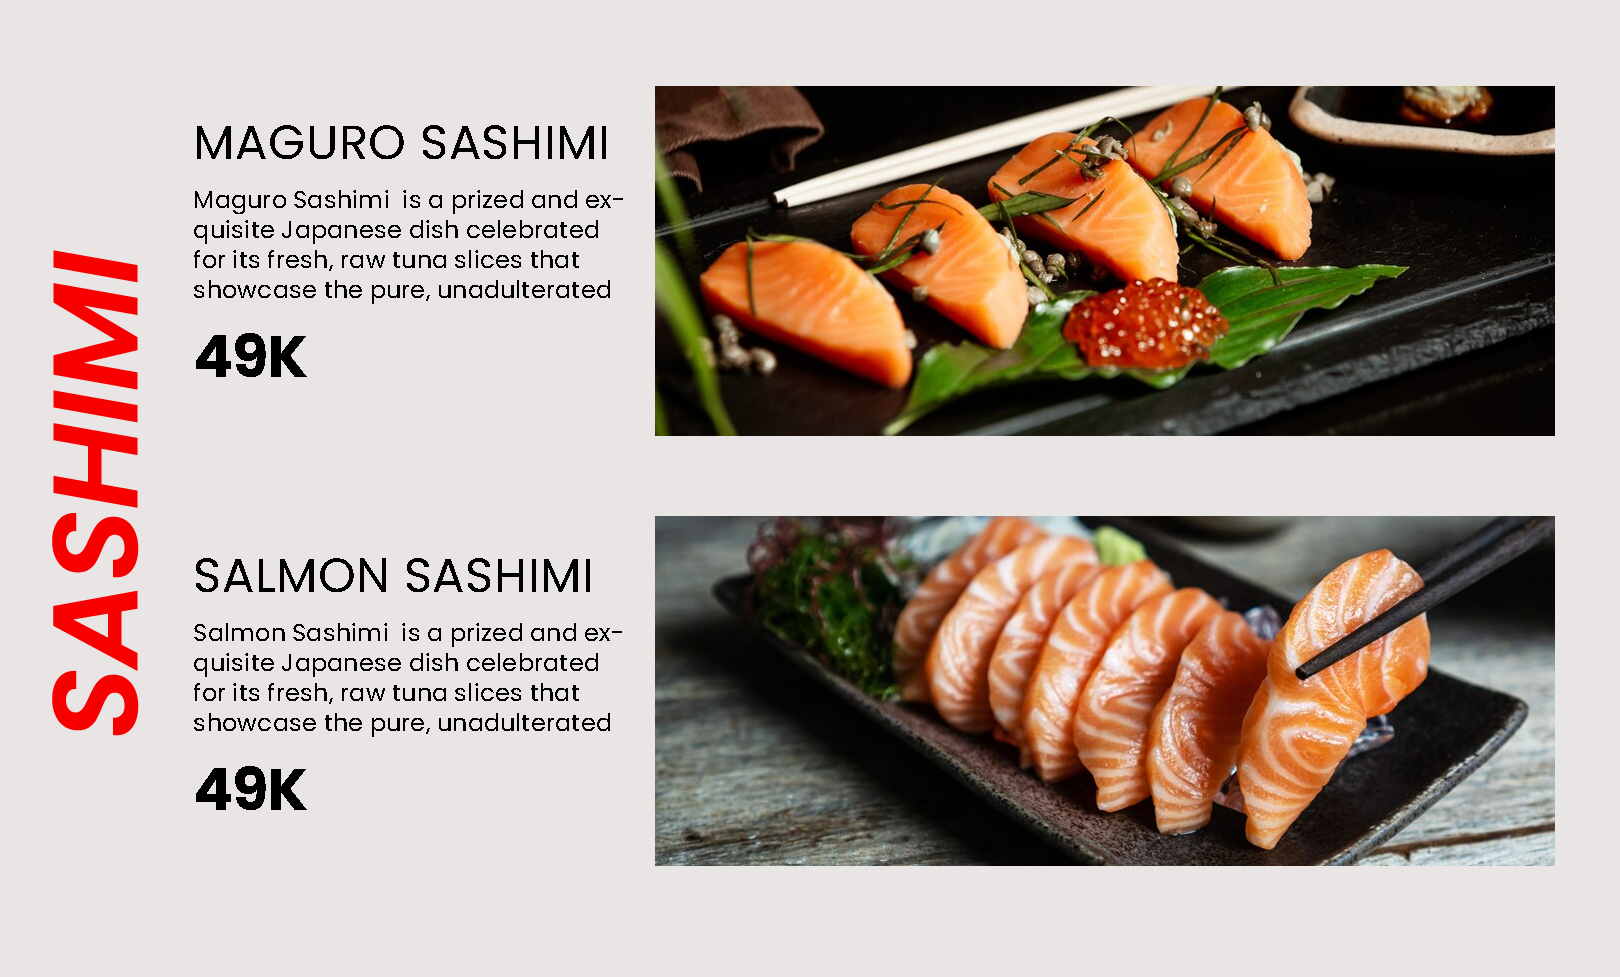 SASHIMI
MAGURO SASHIMI
Maguro Sashimi  is a prized and ex-
quisite Japanese dish celebrated
for its fresh, raw tuna slices that
showcase the pure, unadulterated
49K
SALMON SASHIMI
Salmon Sashimi  is a prized and ex-
quisite Japanese dish celebrated
for its fresh, raw tuna slices that
showcase the pure, unadulterated
49K